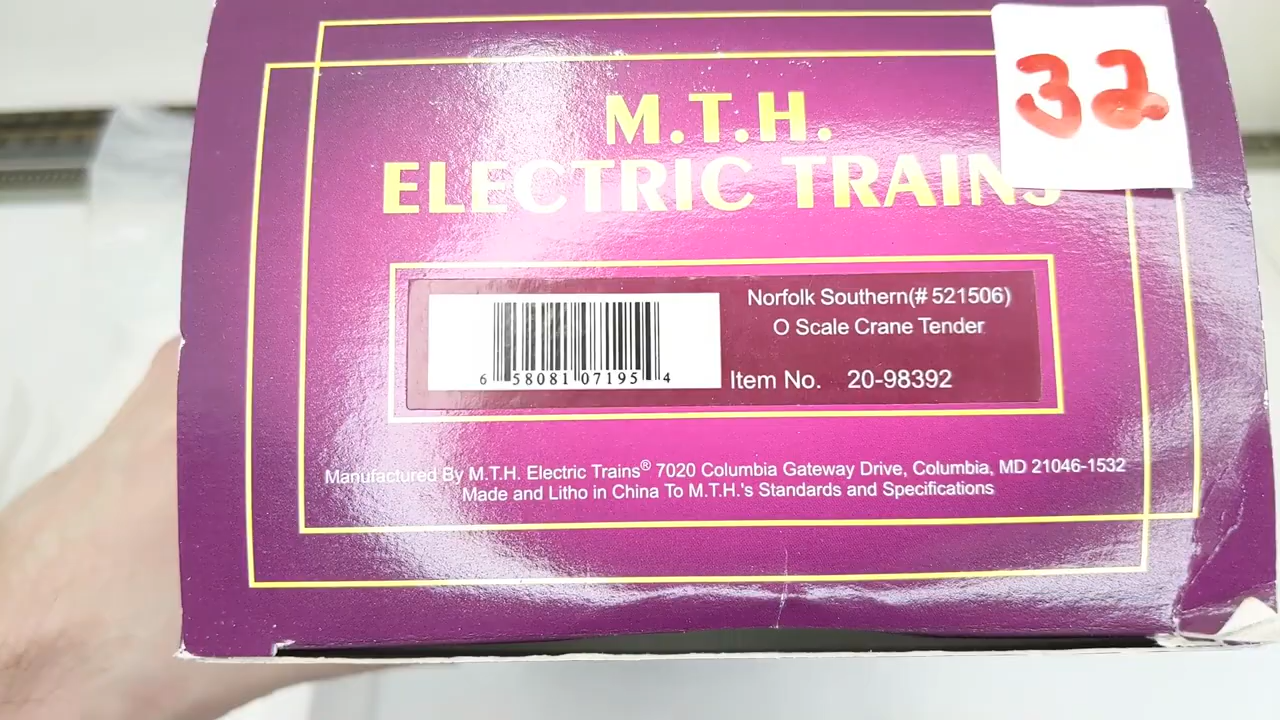 32
M.T.H.
ELECTRIC TRAINS
Norfolk Southern(# 521506)
O Scale Crane Tender
Item No. 20-98392
6 58081 07195 4
Manufactured By M.T.H. Electric Trains® 7020 Columbia Gateway Drive, Columbia, MD 21046-1532
Made and Litho in China To M.T.H.'s Standards and Specifications